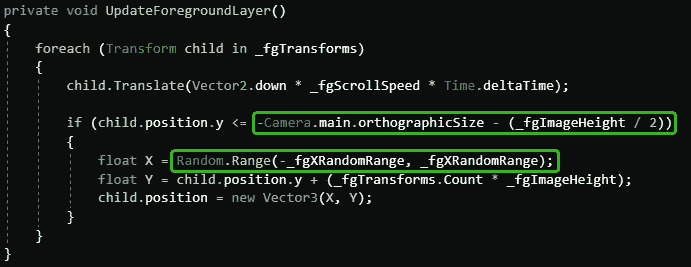 private void UpdateForegroundLayer()
{
foreach (Transform child in _fgTransforms)
{
child.Translate(Vector2.down * _fgScrollSpeed * Time.deltaTime);
if (child.position.y <= -Camera.main.orthographicSize - (_fgImageHeight / 2))
{
float X = Random.Range(-_fgXRandomRange, _fgXRandomRange);
float Y = child.position.y + (_fgTransforms.Count * _fgImageHeight);
child.position = new Vector3(X, Y);
}
}
}